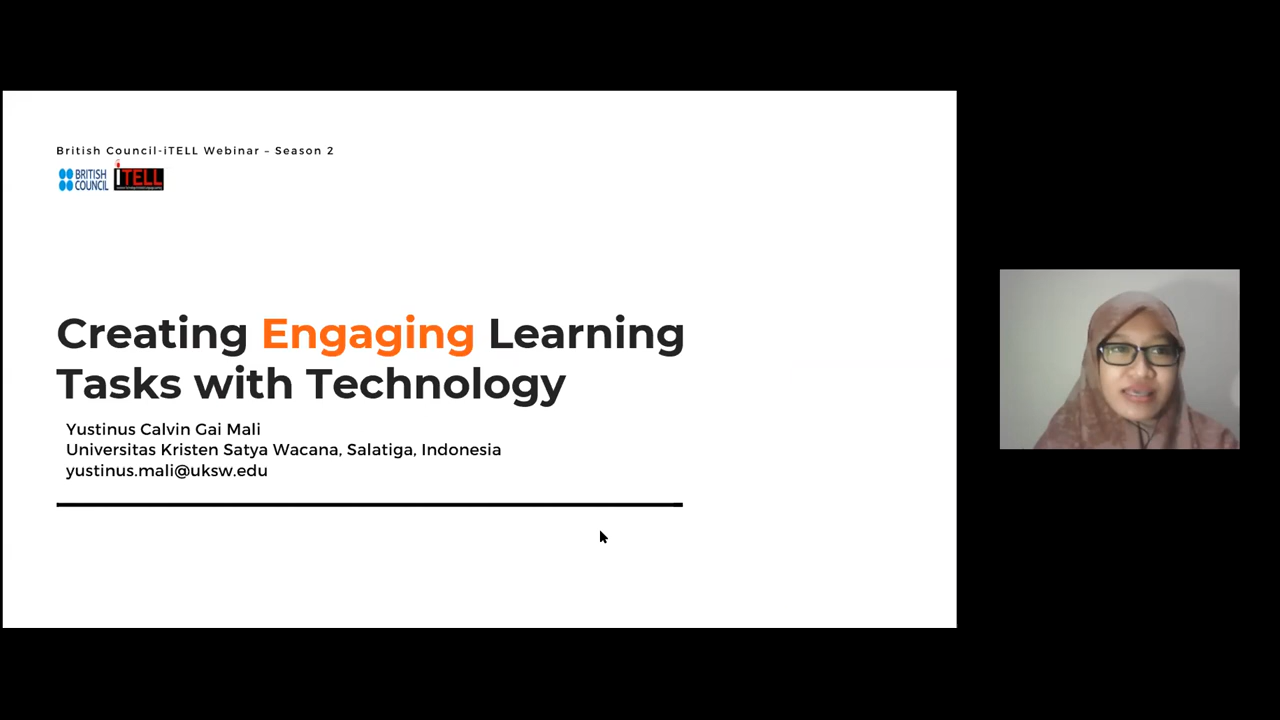 British Council-iTELL Webinar – Season 2
BRITISH
COUNCIL
iTELL
Creating Engaging Learning
Tasks with Technology
Yustinus Calvin Gai Mali
Universitas Kristen Satya Wacana, Salatiga, Indonesia
yustinus.mali@uksw.edu